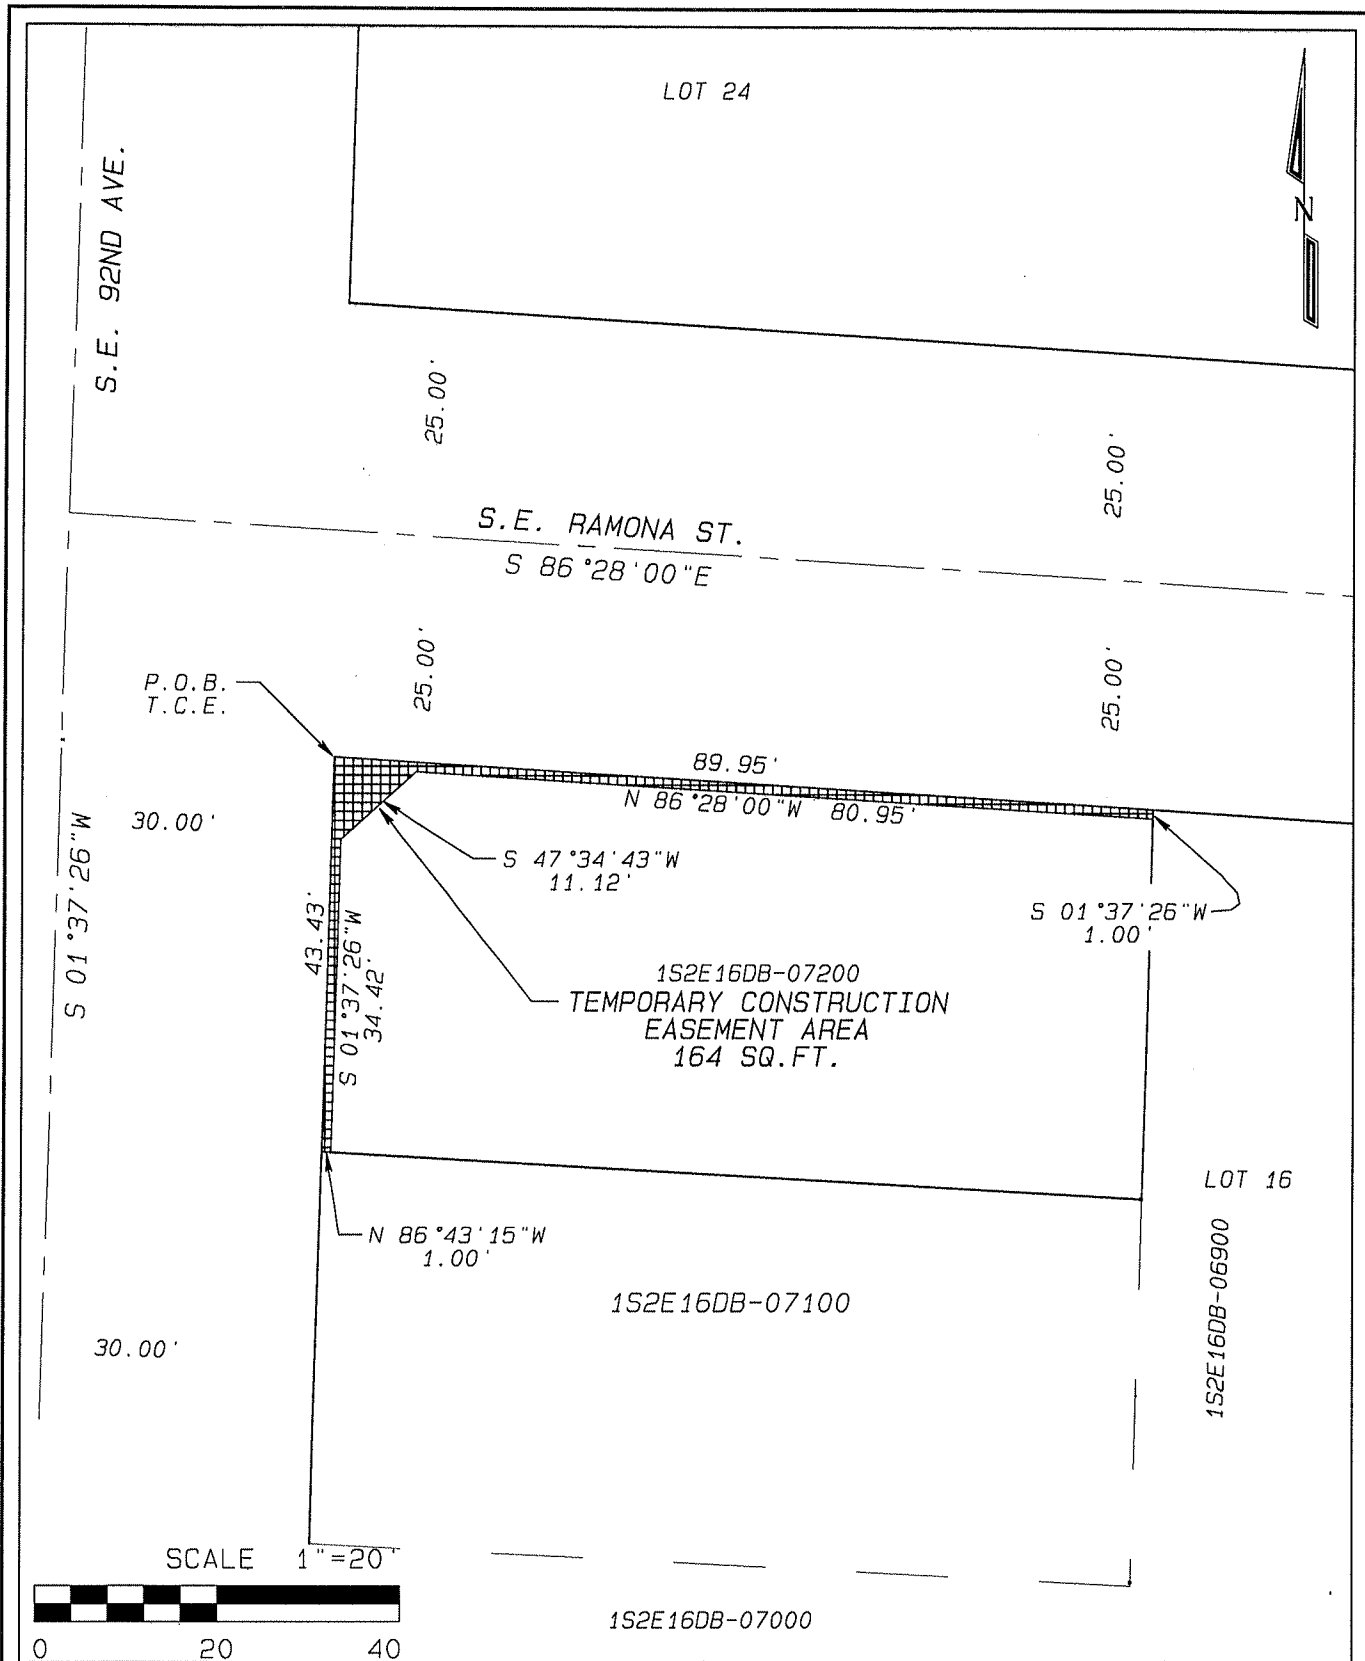 LOT 24
S.E. 92ND AVE.
N
25.00'
25.00'
S.E. RAMONA ST.
S 86°28'00"E
25.00'
25.00'
P.O.B.
T.C.E.
89.95'
N 86°28'00"W 80.95'
30.00'
S 01°37'26"W
S 47°34'43"W
11.12'
S 01°37'26"W
1.00'
43.43'
S 01°37'26"W
34.42'
1S2E16DB-07200
TEMPORARY CONSTRUCTION
EASEMENT AREA
164 SQ.FT.
LOT 16
1S2E16DB-06900
N 86°43'15"W
1.00'
1S2E16DB-07100
30.00'
SCALE 1"=20'
0 20 40
1S2E16DB-07000